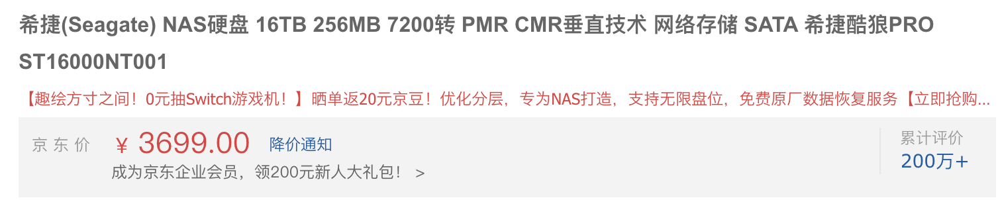 希捷(Seagate) NAS硬盘 16TB 256MB 7200转 PMR CMR垂直技术 网络存储 SATA 希捷酷狼PRO
ST16000NT001
【趣绘方寸之间！0元抽Switch游戏机！】晒单返20元京豆！优化分层，专为NAS打造，支持无限盘位，免费原厂数据恢复服务【立即抢购...
京东价 ￥ 3699.00 降价通知
累计评价
200万+
成为京东企业会员，领200元新人大礼包！ >